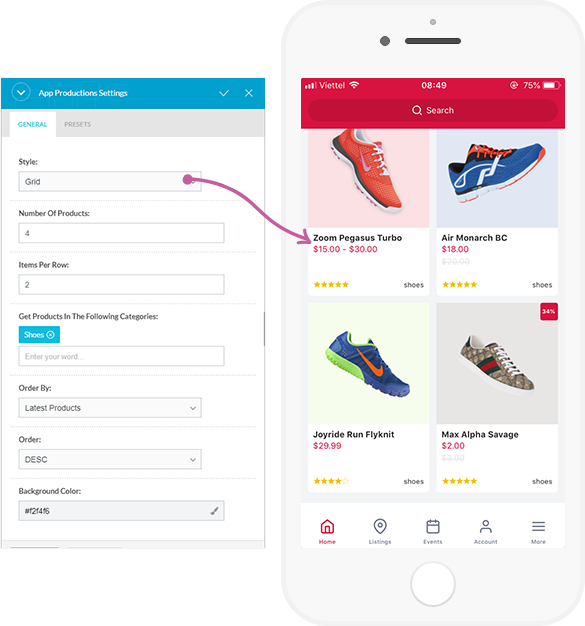 App Productions Settings
GENERAL
PRESETS
Style:
Grid
Number Of Products:
4
Items Per Row:
2
Get Products In The Following Categories:
Shoes
Enter your word...
Order By:
Latest Products
Order:
DESC
Background Color:
#f2f4f6
Viettel 08:49 75%
Search
Zoom Pegasus Turbo
$15.00 - $30.00
shoes
Air Monarch BC
$18.00
$20.00
shoes
Joyride Run Flyknit
$29.99
shoes
34%
Max Alpha Savage
$2.00
$3.00
shoes
Home Listings Events Account More